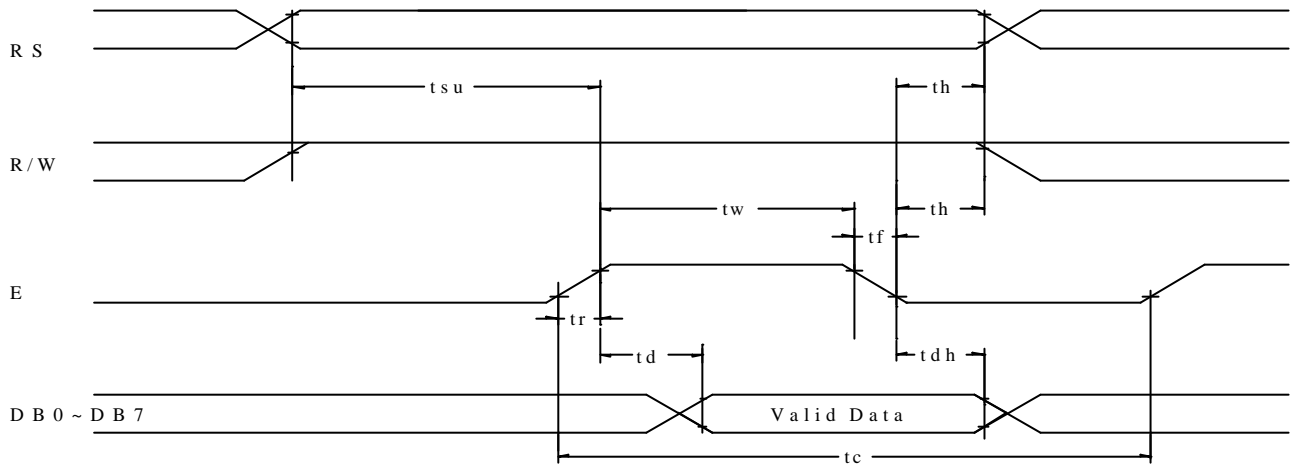 RS
tsu
th
R/W
tw
th
tf
E
tr
td
tdh
DB0~DB7
Valid Data
tc